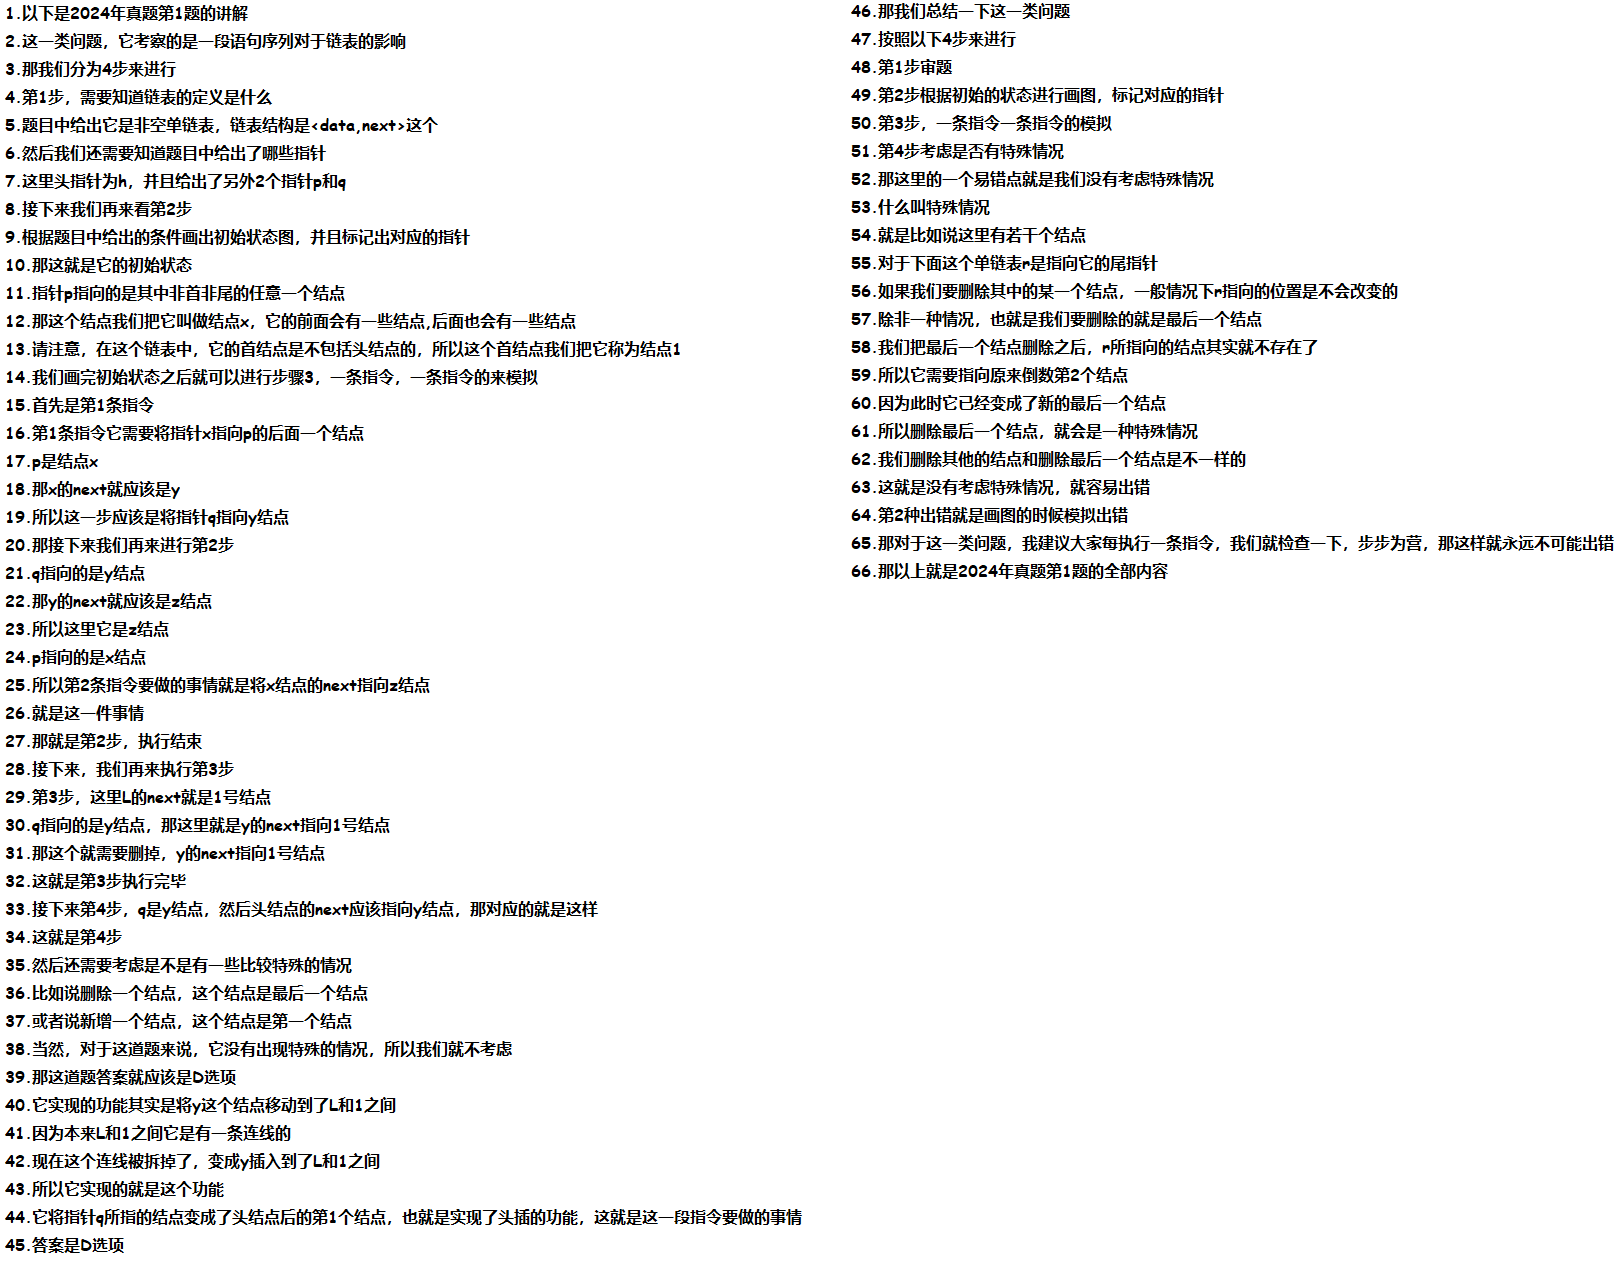 1.以下是2024年真题第1题的讲解
2.这一类问题，它考察的是一段语句序列对于链表的影响
3.那我们分为4步来进行
4.第1步，需要知道链表的定义是什么
5.题目中给出它是非空单链表，链表结构是<data,next>这个
6.然后我们还需要知道题目中给出了哪些指针
7.这里头指针为h，并且给出了另外2个指针p和q
8.接下来我们再来看第2步
9.根据题目中给出的条件画出初始状态图，并且标记出对应的指针
10.那这就是它的初始状态
11.指针p指向的是其中非首非尾的任意一个结点
12.那这个结点我们把它叫做结点x，它的前面会有一些结点,后面也会有一些结点
13.请注意，在这个链表中，它的首结点是不包括头结点的，所以这个首结点我们把它称为结点1
14.我们画完初始状态之后就可以进行步骤3，一条指令，一条指令的来模拟
15.首先是第1条指令
16.第1条指令它需要将指针x指向p的后面一个结点
17.p是结点x
18.那x的next就应该是y
19.所以这一步应该是将指针q指向y结点
20.那接下来我们再来进行第2步
21.q指向的是y结点
22.那y的next就应该是z结点
23.所以这里它是z结点
24.p指向的是x结点
25.所以第2条指令要做的事情就是将x结点的next指向z结点
26.就是这一件事情
27.那就是第2步，执行结束
28.接下来，我们再来执行第3步
29.第3步，这里L的next就是1号结点
30.q指向的是y结点，那这里就是y的next指向1号结点
31.那这个就需要删掉，y的next指向1号结点
32.这就是第3步执行完毕
33.接下来第4步，q是y结点，然后头结点的next应该指向y结点，那对应的就是这样
34.这就是第4步
35.然后还需要考虑是不是有一些比较特殊的情况
36.比如说删除一个结点，这个结点是最后一个结点
37.或者说新增一个结点，这个结点是第一个结点
38.当然，对于这道题来说，它没有出现特殊的情况，所以我们就不考虑
39.那这道题答案就应该是D选项
40.它实现的功能其实是将y这个结点移动到了L和1之间
41.因为本来L和1之间它是有一条连线的
42.现在这个连线被拆掉了，变成y插入到了L和1之间
43.所以它实现的就是这个功能
44.它将指针q所指的结点变成了头结点后的第1个结点，也就是实现了头插的功能，这就是这一段指令要做的事情
45.答案是D选项
46.那我们总结一下这一类问题
47.按照以下4步来进行
48.第1步审题
49.第2步根据初始的状态进行画图，标记对应的指针
50.第3步，一条指令一条指令的模拟
51.第4步考虑是否有特殊情况
52.那这里的一个易错点就是我们没有考虑特殊情况
53.什么叫特殊情况
54.就是比如说这里有若干个结点
55.对于下面这个单链表r是指向它的尾指针
56.如果我们要删除其中的某一个结点，一般情况下r指向的位置是不会改变的
57.除非一种情况，也就是我们要删除的就是最后一个结点
58.我们把最后一个结点删除之后，r所指向的结点其实就不存在了
59.所以它需要指向原来倒数第2个结点
60.因为此时它已经变成了新的最后一个结点
61.所以删除最后一个结点，就会是一种特殊情况
62.我们删除其他的结点和删除最后一个结点是不一样的
63.这就是没有考虑特殊情况，就容易出错
64.第2种出错就是画图的时候模拟出错
65.那对于这一类问题，我建议大家每执行一条指令，我们就检查一下，步步为营，那这样就永远不可能出错
66.那以上就是2024年真题第1题的全部内容